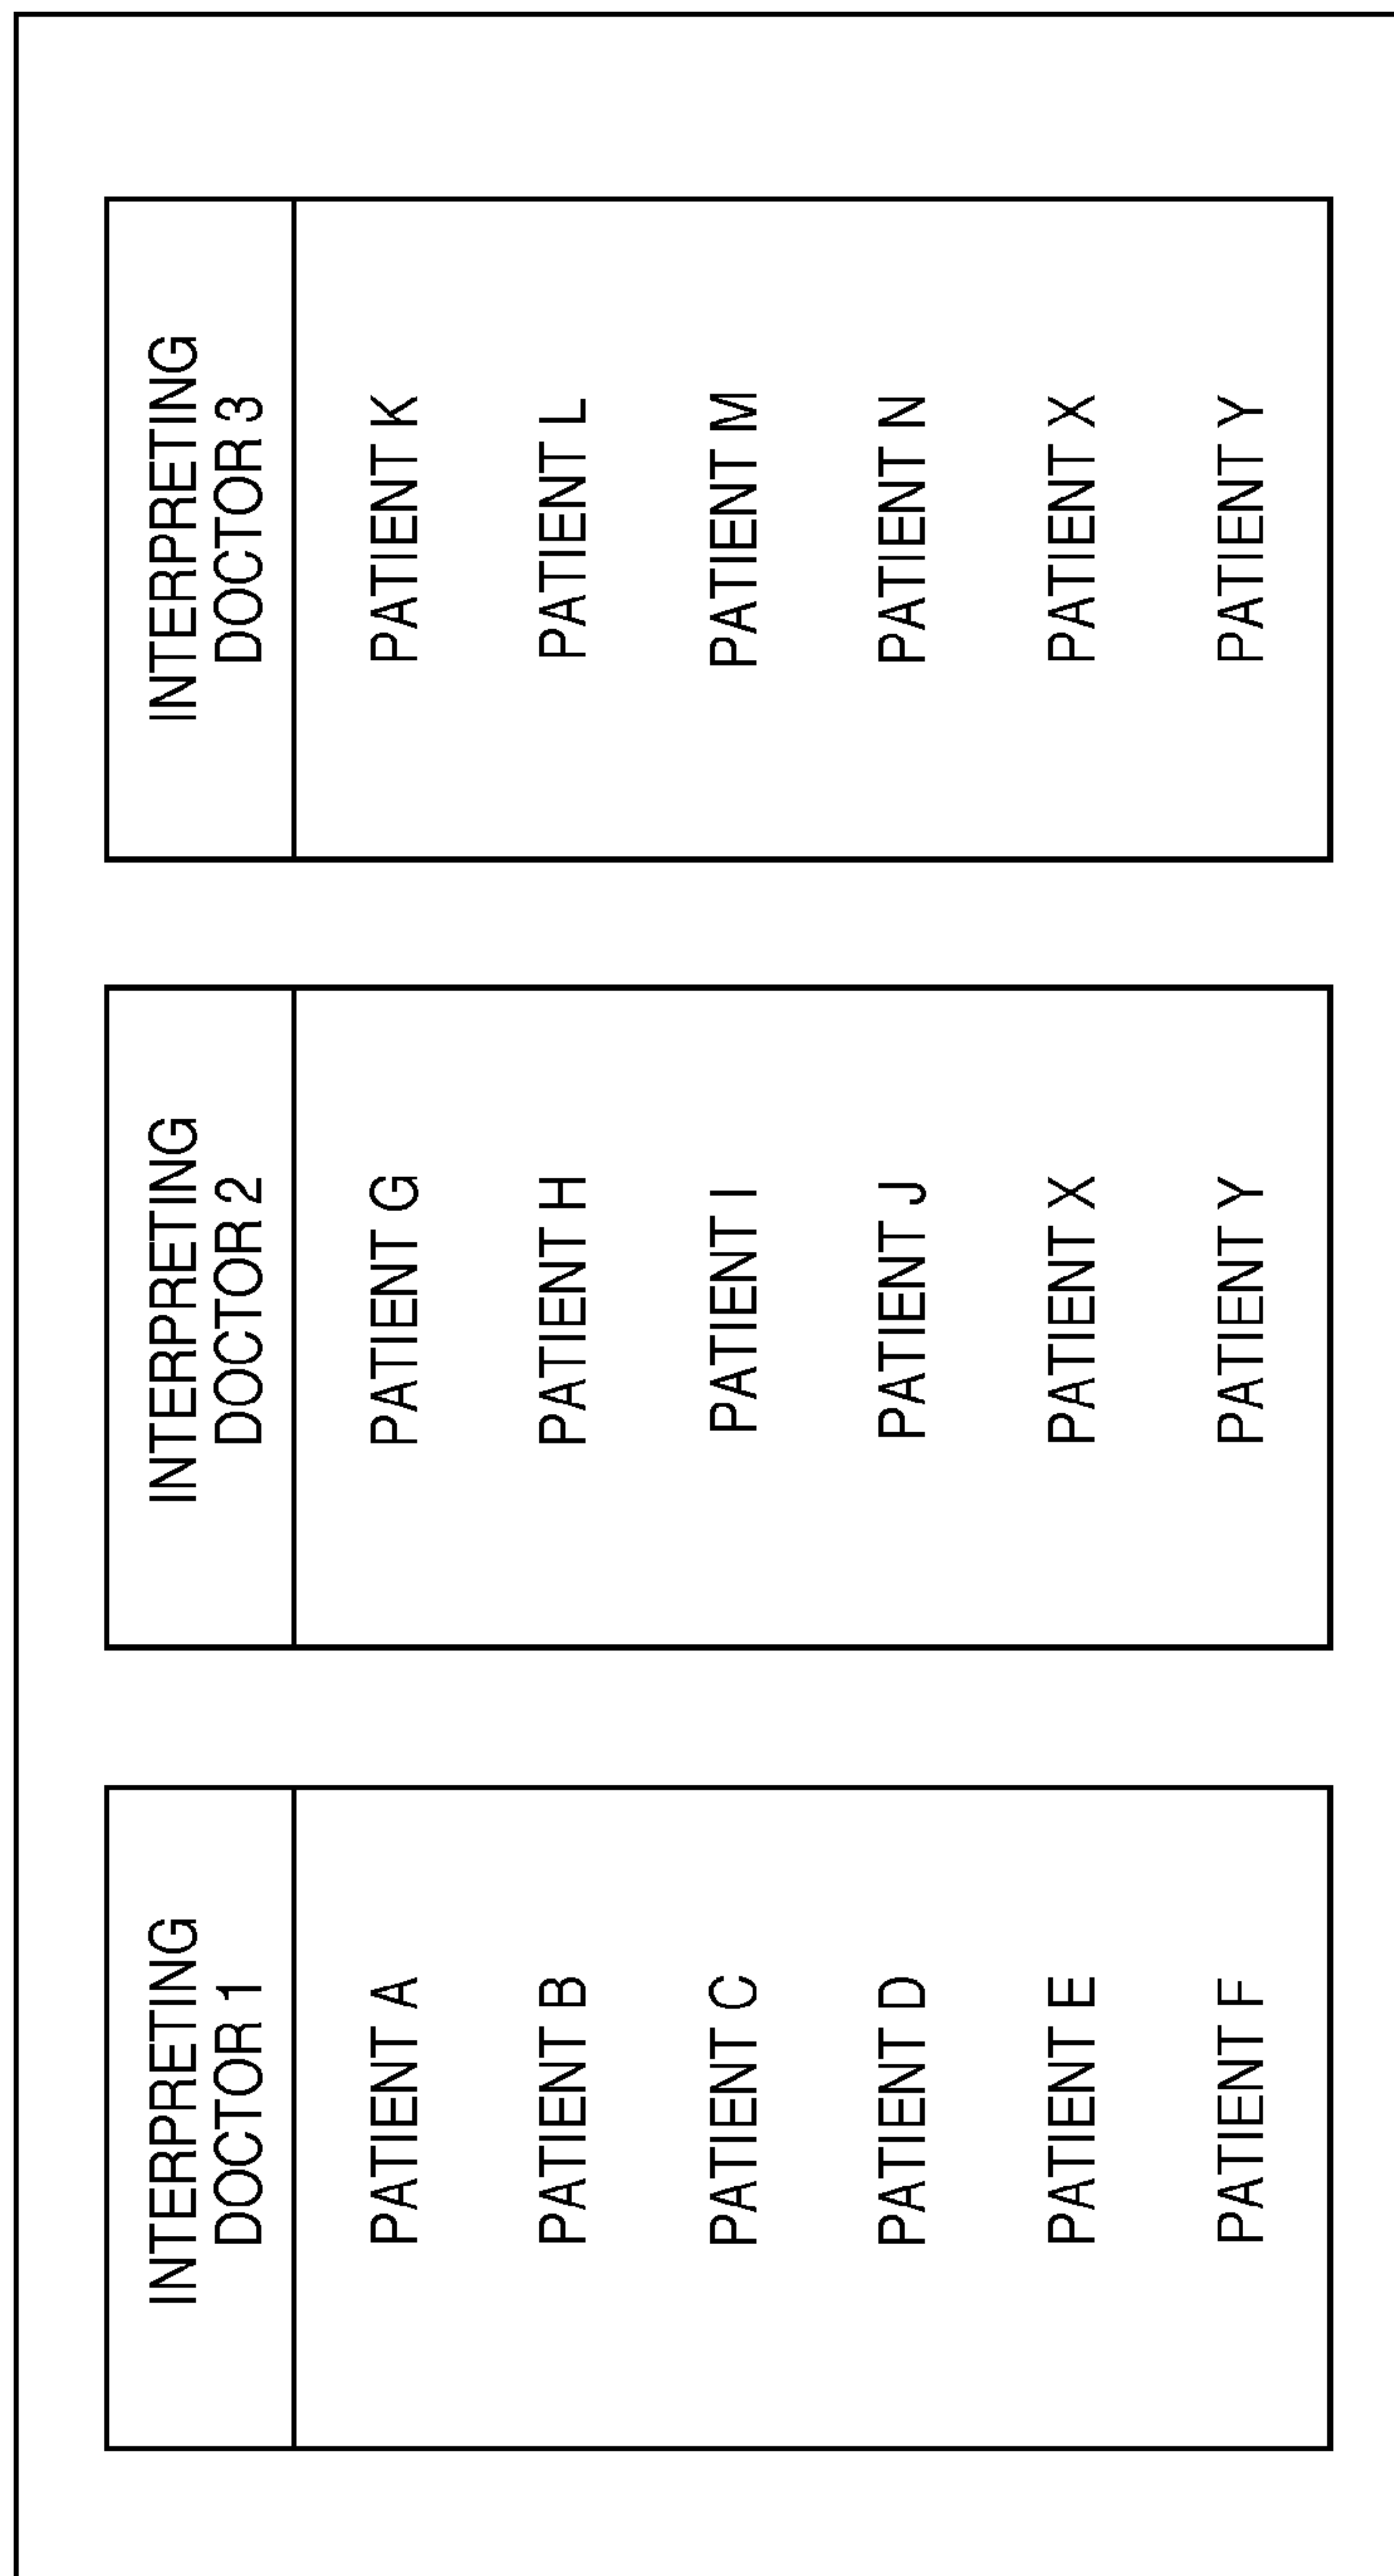 INTERPRETING
DOCTOR 1
PATIENT A
PATIENT B
PATIENT C
PATIENT D
PATIENT E
PATIENT F
INTERPRETING
DOCTOR 2
PATIENT G
PATIENT H
PATIENT I
PATIENT J
PATIENT X
PATIENT Y
INTERPRETING
DOCTOR 3
PATIENT K
PATIENT L
PATIENT M
PATIENT N
PATIENT X
PATIENT Y